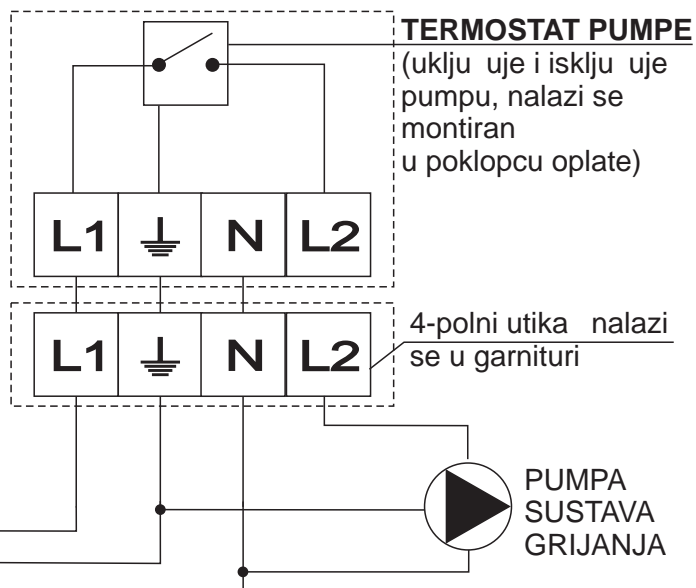 TERMOSTAT PUMPE
(uklju uje i isklju uje
pumpu, nalazi se
montiran
u poklopcu oplate)
L1 N L2
L1 N L2
4-polni utika nalazi
se u garnituri
PUMPA
SUSTAVA
GRIJANJA